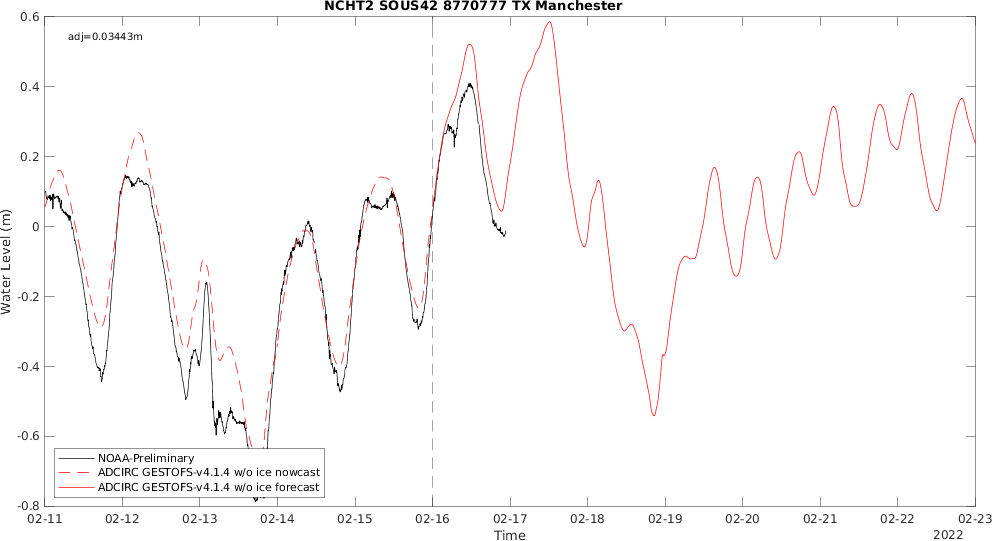 NCHT2 SOUS42 8770777 TX Manchester
adj=0.03443m
0.6
0.4
0.2
0
-0.2
-0.4
-0.6
-0.8
Water Level (m)
NOAA-Preliminary
ADCIRC GESTOFS-v4.1.4 w/o ice nowcast
ADCIRC GESTOFS-v4.1.4 w/o ice forecast
02-11 02-12 02-13 02-14 02-15 02-16 02-17 02-18 02-19 02-20 02-21 02-22 02-23
Time
2022